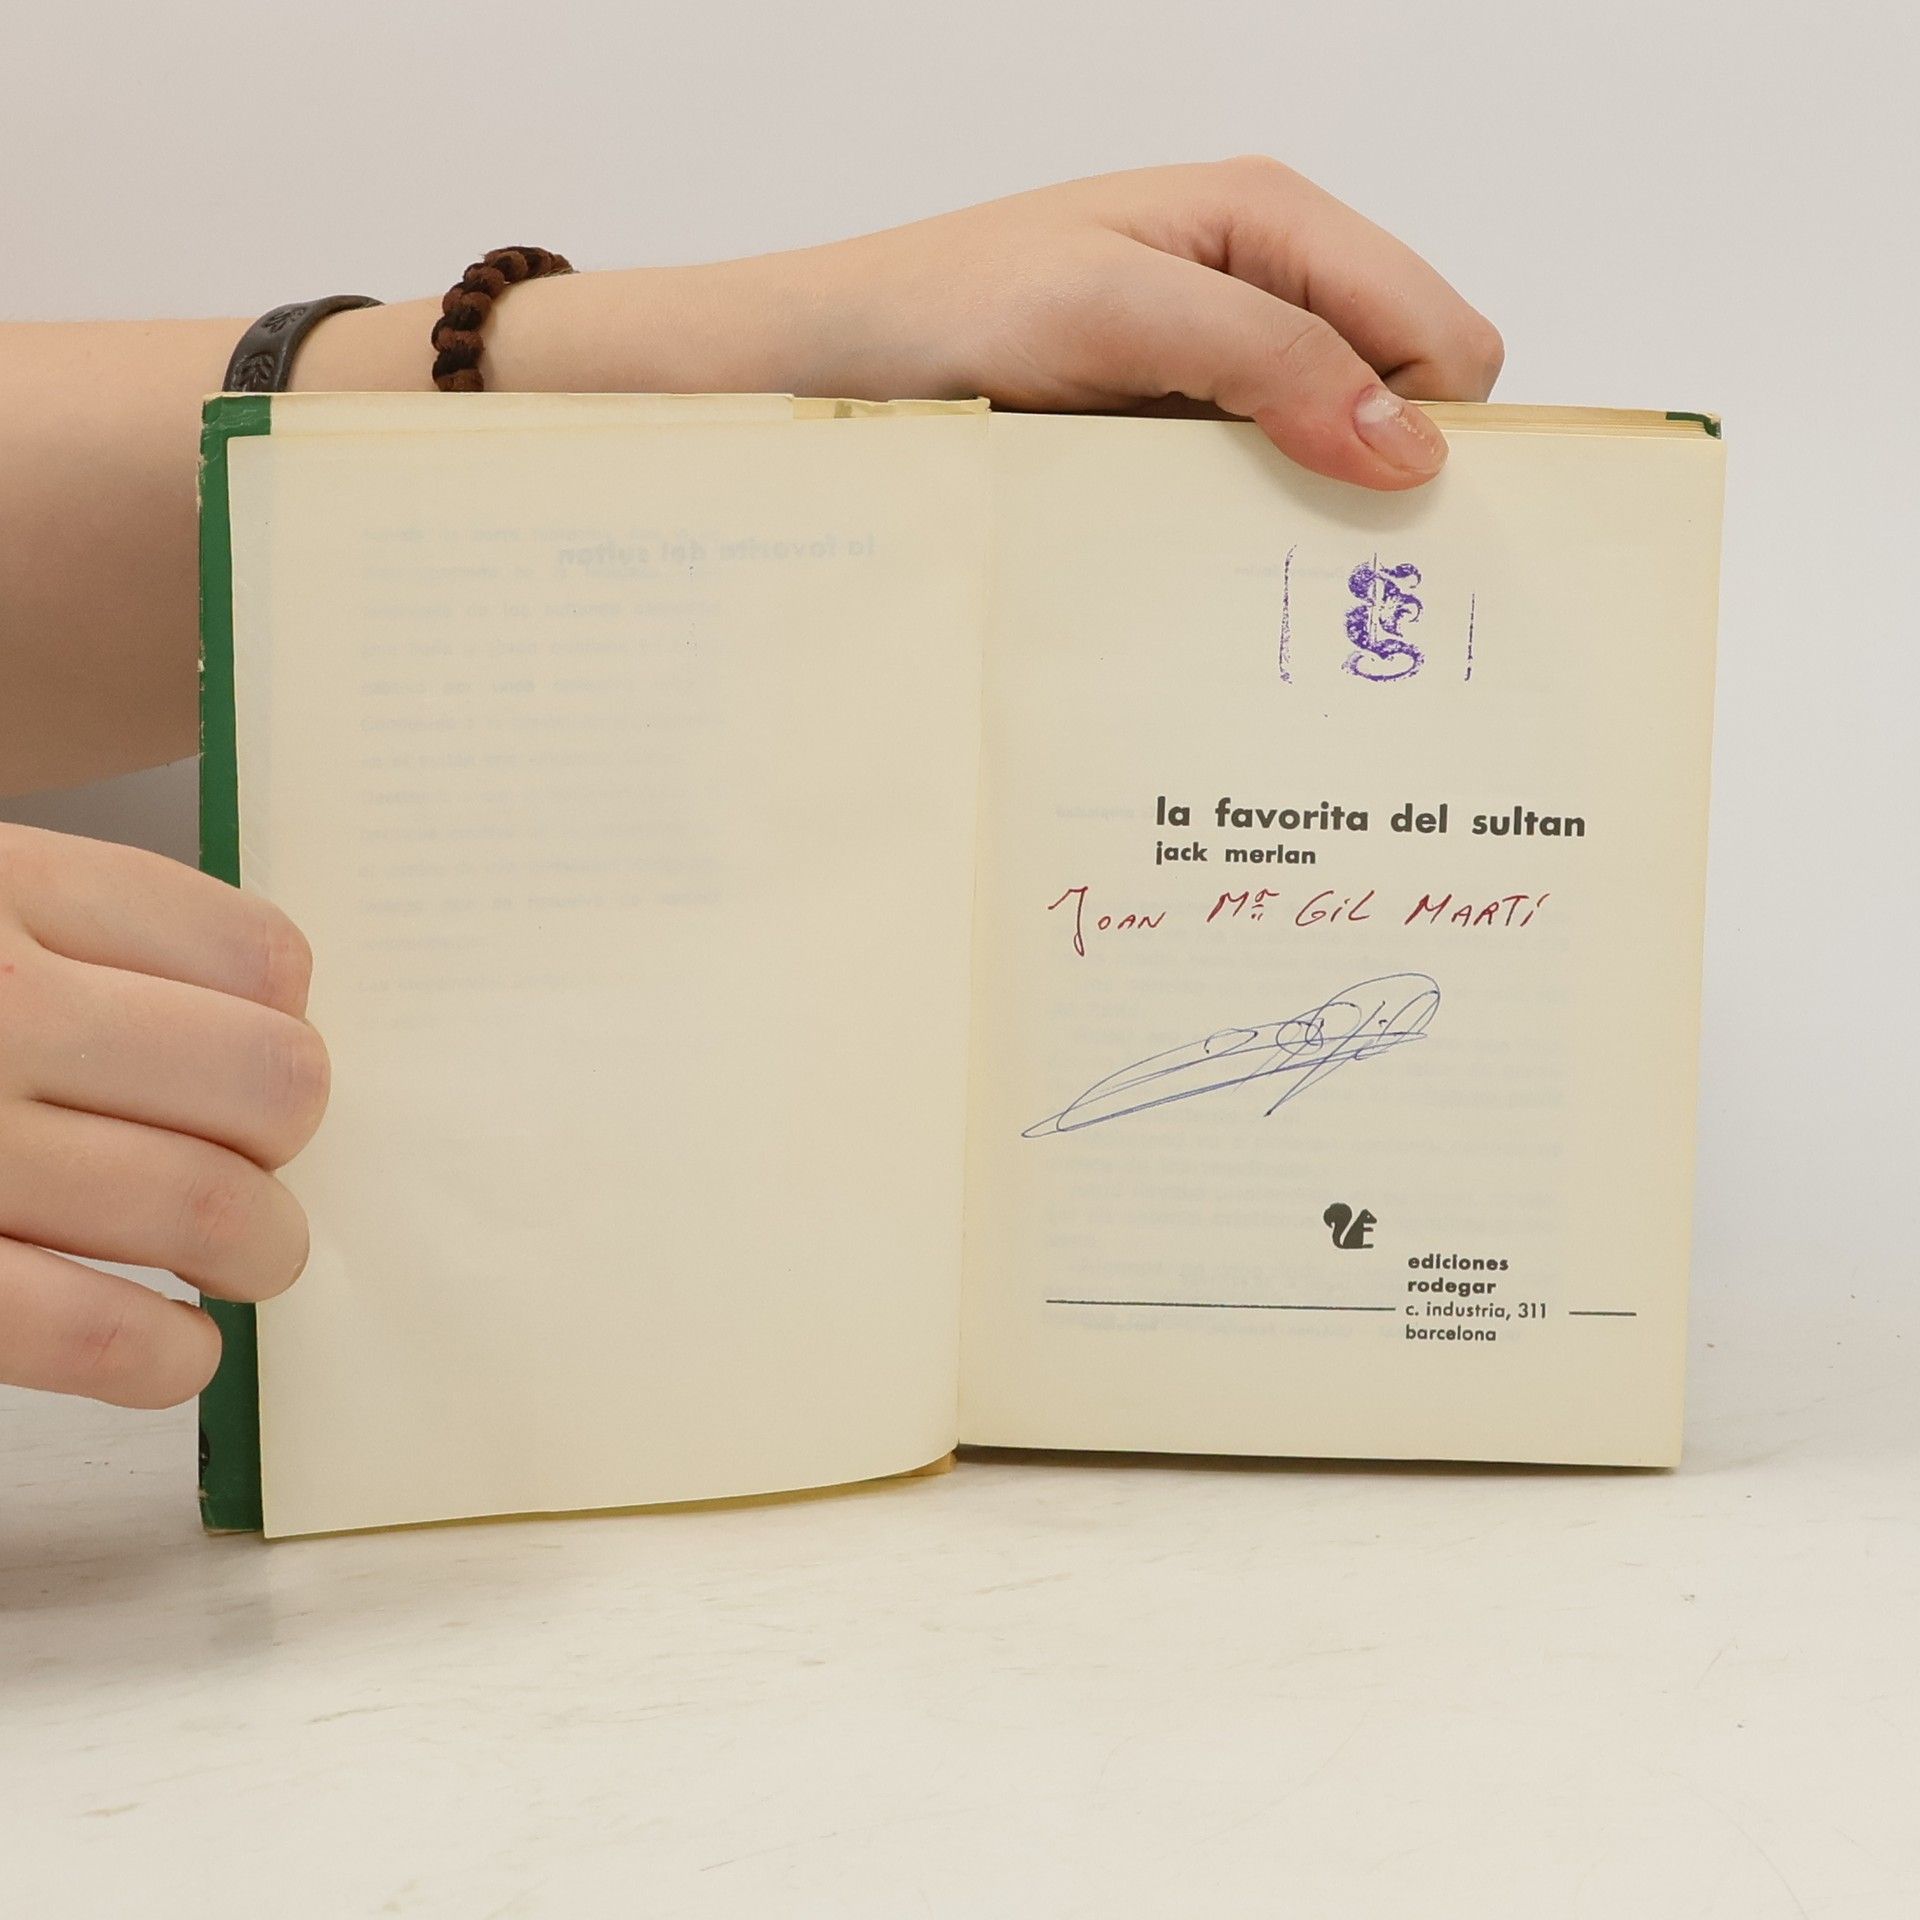 la favorita del sultan
jack merlan
JOAN Mª GIL MARTÍ
ediciones
rodegar
c. industria, 311
barcelona